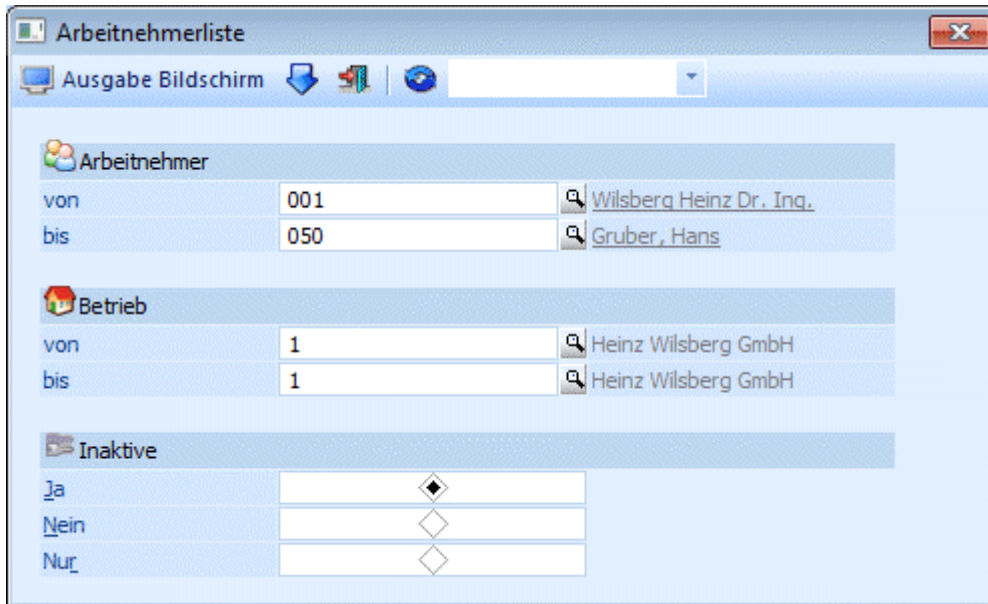 Arbeitnehmerliste
Ausgabe Bildschirm
Arbeitnehmer
von 001 Wilsberg Heinz Dr. Ing.
bis 050 Gruber, Hans
Betrieb
von 1 Heinz Wilsberg GmbH
bis 1 Heinz Wilsberg GmbH
Inaktive
Ja
Nein
Nur